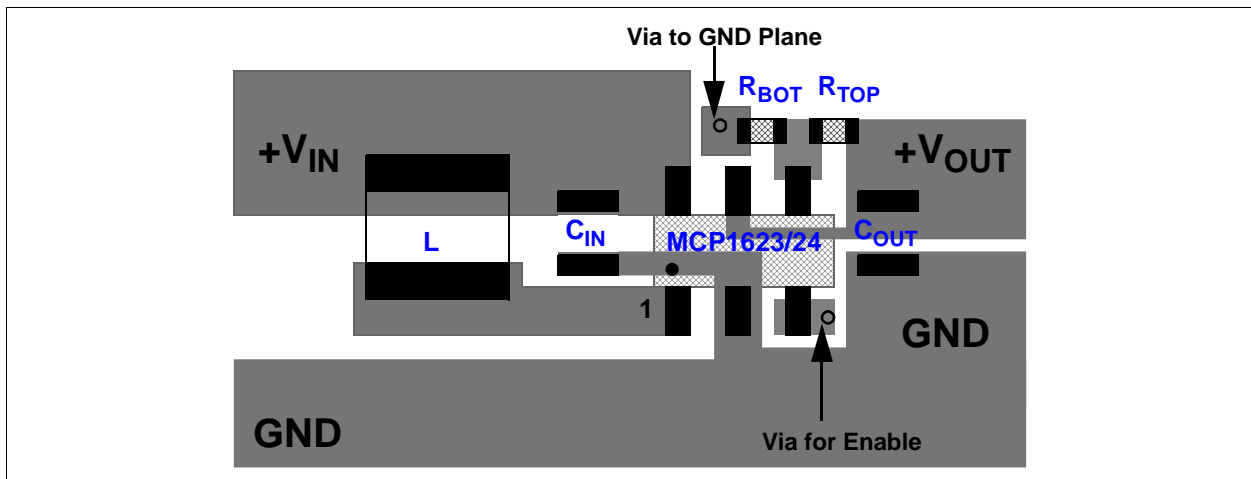 Via to GND Plane
RBOT RTOP
+VIN
+VOUT
L
CIN
MCP1623/24
COUT
1
GND
GND
Via for Enable